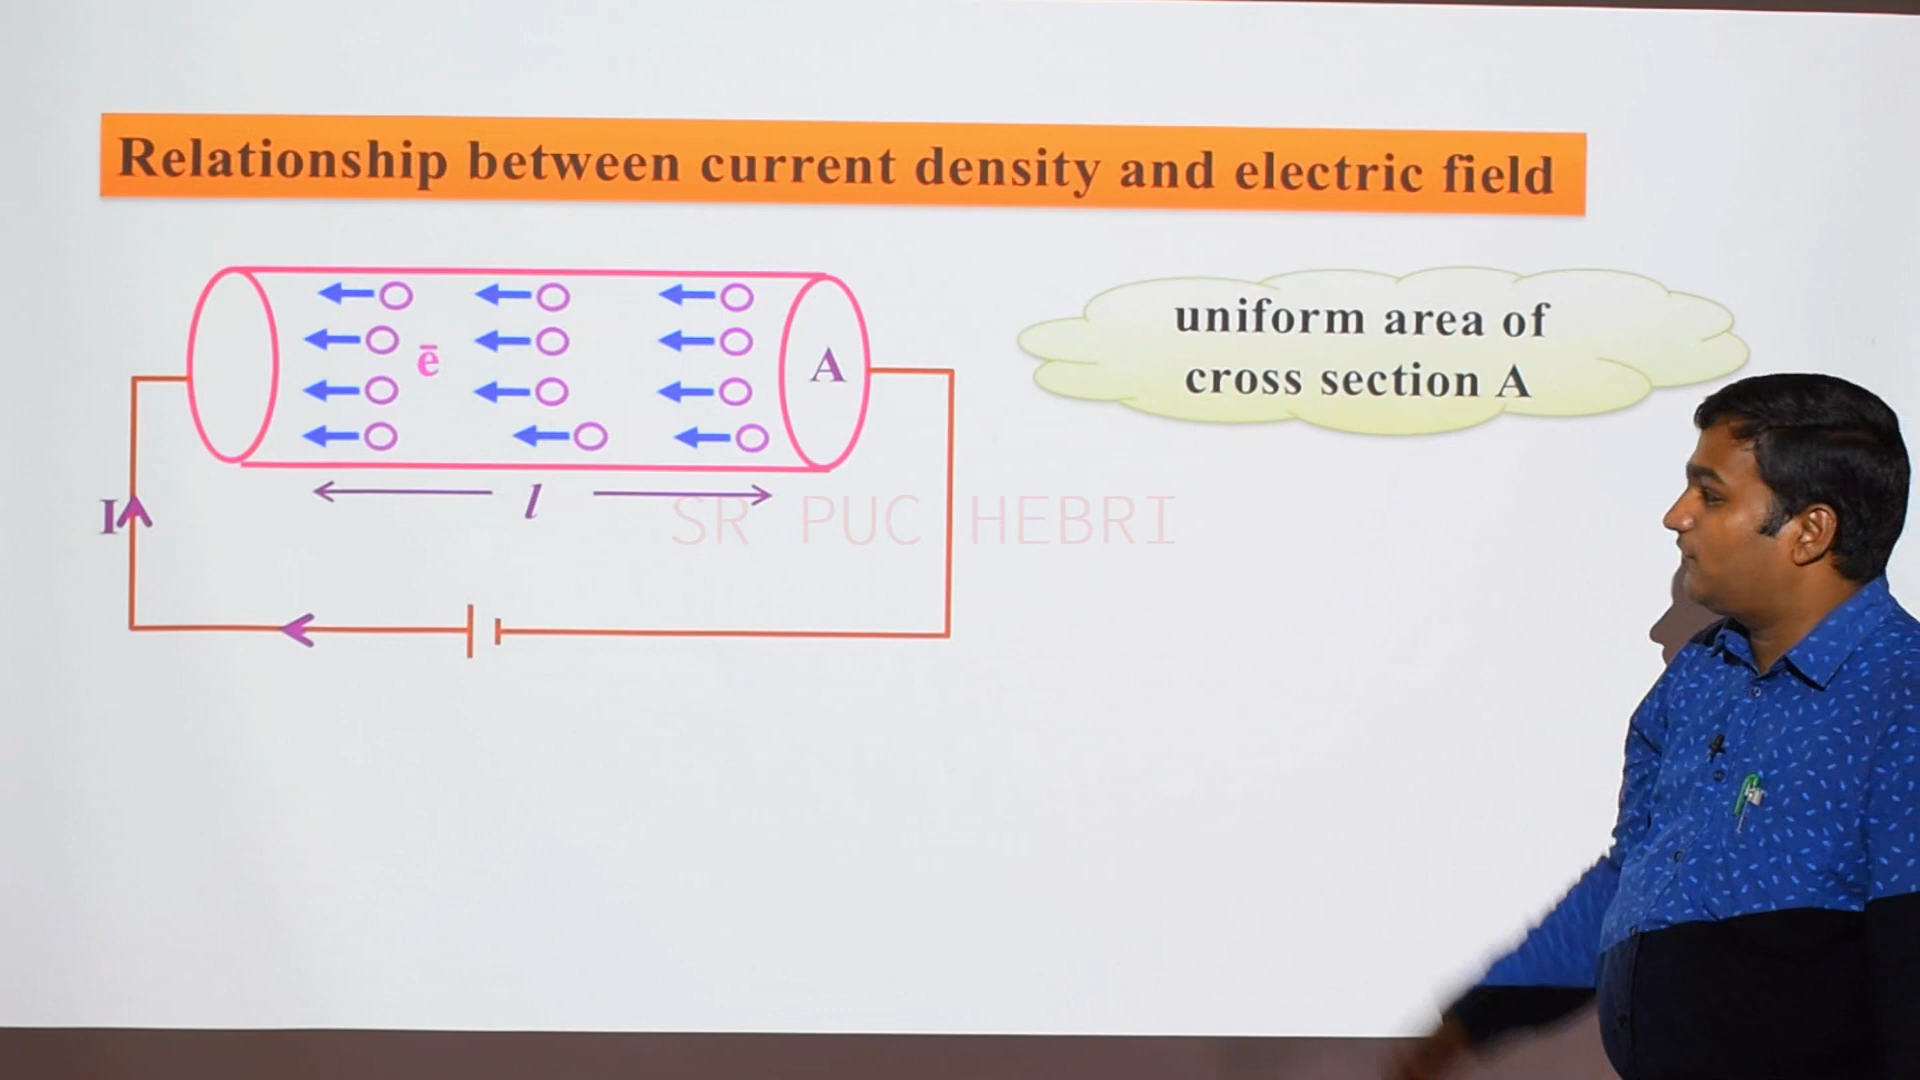 Relationship between current density and electric field
uniform area of
cross section A
ē
A
I
l
SR PUC HEBRI